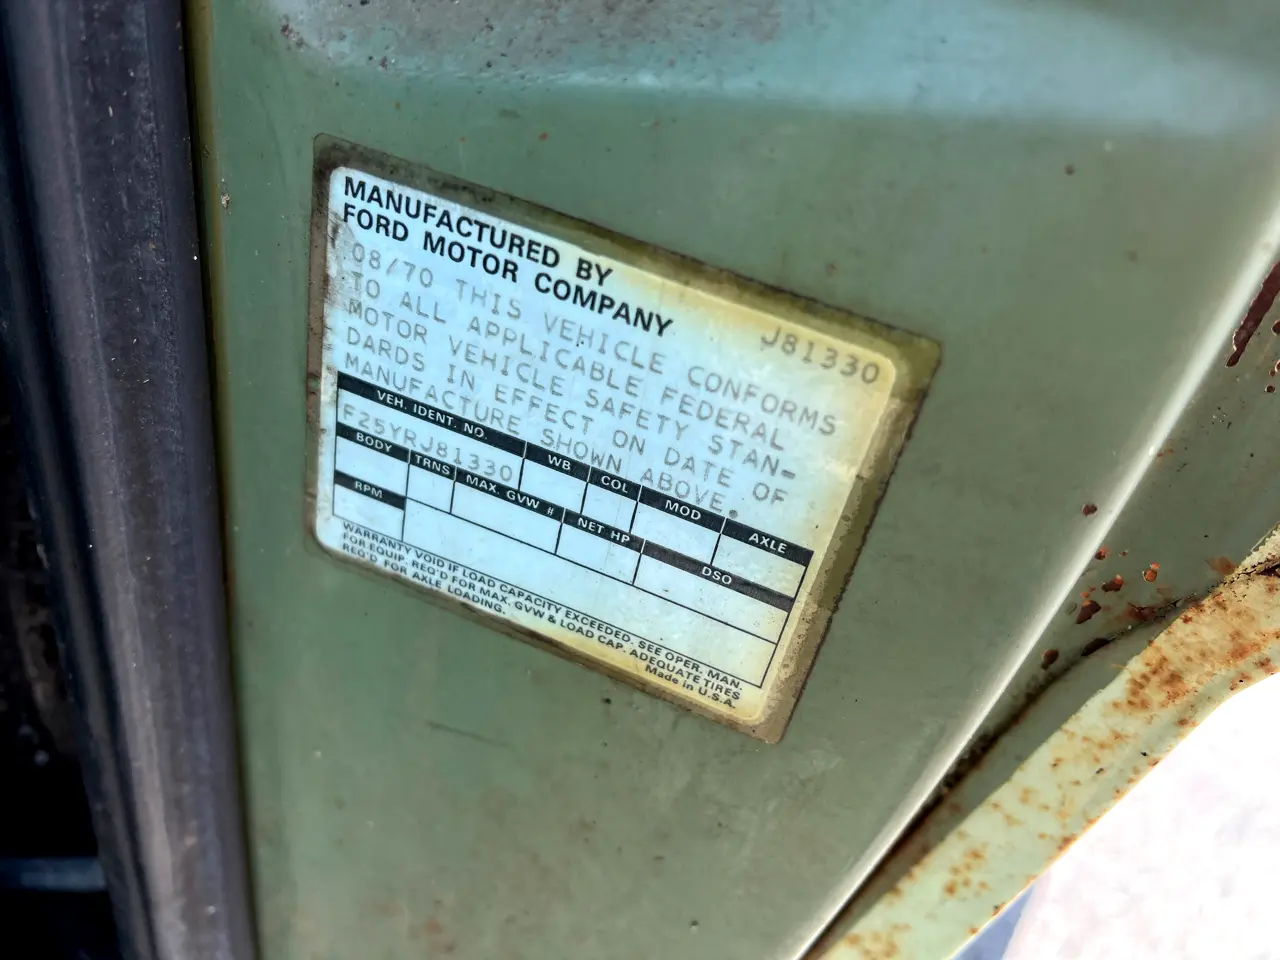 MANUFACTURED BY
FORD MOTOR COMPANY
J81330
08/70 THIS VEHICLE CONFORMS
TO ALL APPLICABLE FEDERAL
MOTOR VEHICLE SAFETY STAN-
DARDS IN EFFECT ON DATE OF
MANUFACTURE SHOWN ABOVE.
VEH. IDENT. NO. WB COL MOD AXLE
F25YRJ81330
BODY TRNS MAX. GVW # NET HP DSO
RPM
WARRANTY VOID IF LOAD CAPACITY EXCEEDED. SEE OPER. MAN.
FOR EQUIP. REQ'D FOR MAX. GVW & LOAD CAP. ADEQUATE TIRES
REQ'D FOR AXLE LOADING.
Made in U.S.A.